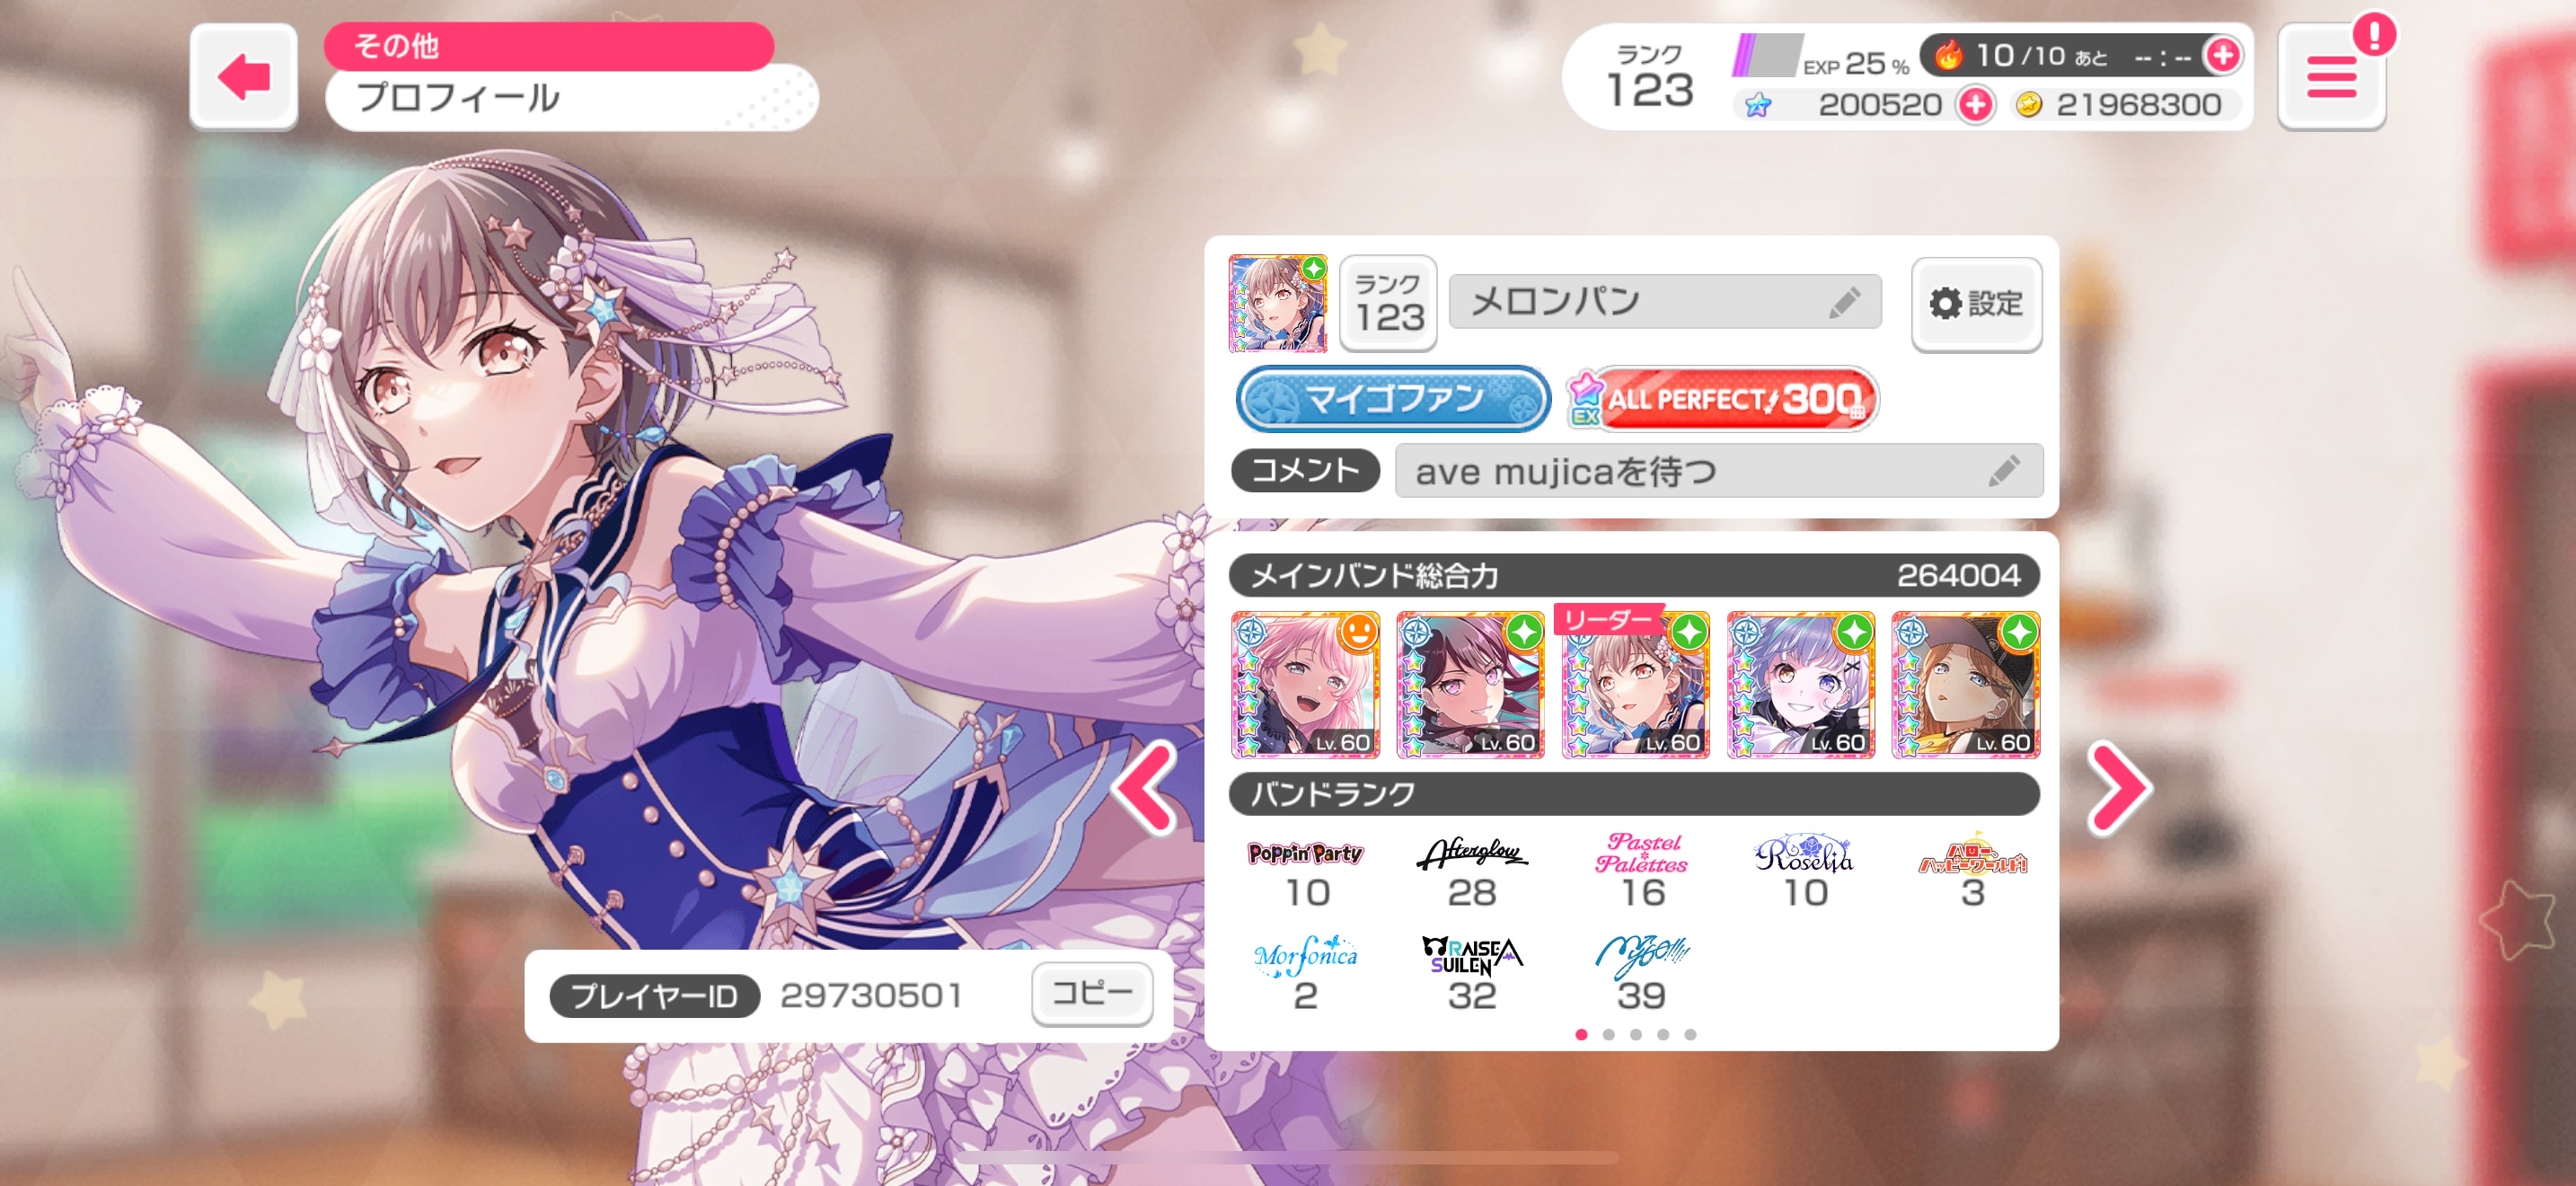 その他
プロフィール
ランク
123
EXP 25 %
10/10 あと --:--
200520
21968300
ランク
123
メロンパン
設定
マイゴファン
EX ALL PERFECT! 300
コメント
ave mujicaを待つ
メインバンド総合力 264004
リーダー
Lv.60 Lv.60 Lv.60 Lv.60 Lv.60
バンドランク
Poppin'Party Afterglow Pastel*Palettes Roselia ハロー、ハッピーワールド!
10 28 16 10 3
Morfonica RAISE A SUILEN MyGO!!!!!
2 32 39
プレイヤーID 29730501 コピー